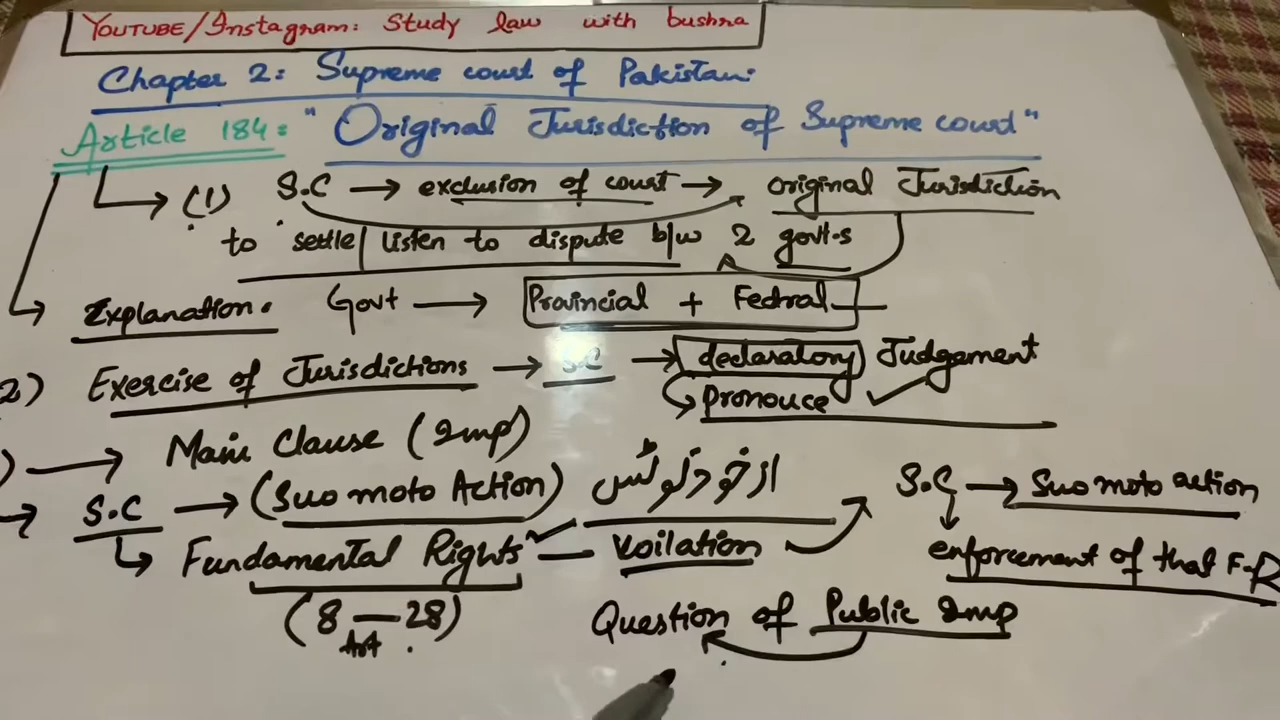 YOUTUBE/Instagram: Study law with bushra
Chapter 2: Supreme court of Pakistan:
Article 184: "Original Jurisdiction of Supreme court"
(1) S.C → exclusion of court → original Jurisdiction
to settle/listen to dispute b/w 2 govt.s
Explanation. Govt → Provincial + Fedral
2) Exercise of Jurisdictions → S.C → declaratory Judgement
pronouce
) → Main Clause (Imp)
→ S.C → (Suo moto Action) از خود نوٹس S.C → Suo moto action
Fundamental Rights — Voilation enforcement of that F.R
(8 — 28) Question of Public Imp
Art